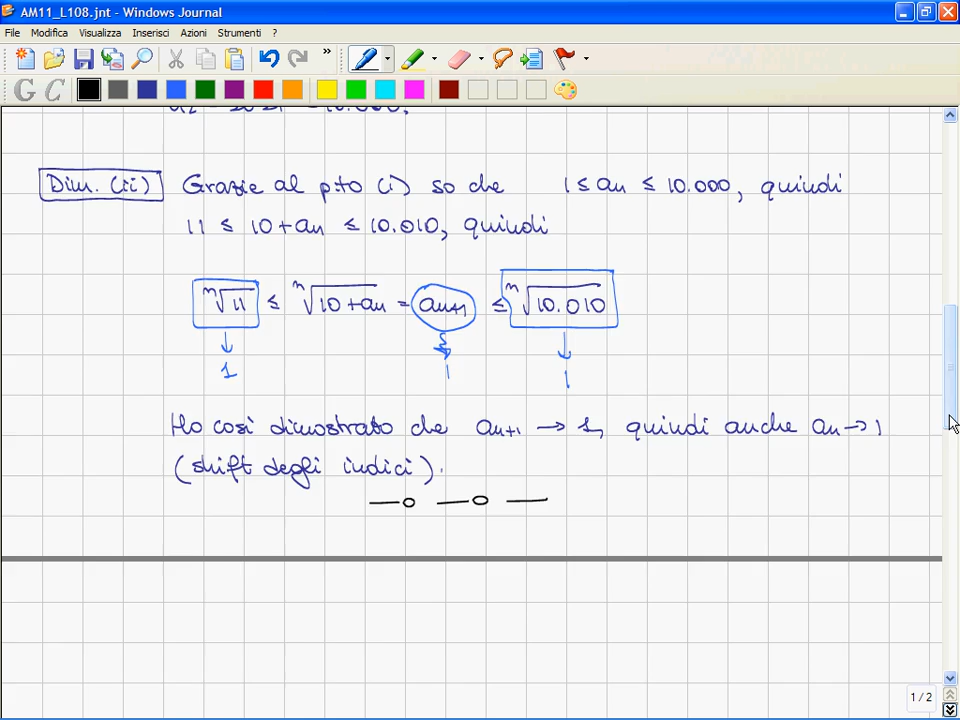 AM11_L108.jnt - Windows Journal
File Modifica Visualizza Inserisci Azioni Strumenti ?
G C
Dim. (ii) Grazie al p.to (i) so che 1 ≤ an ≤ 10.000, quindi
11 ≤ 10+an ≤ 10.010, quindi
ⁿ√11 ≤ ⁿ√10+an = an+1 ≤ ⁿ√10.010
↓ ↓ ↓
1 1 1
Ho così dimostrato che an+1 → 1, quindi anche an → 1
(shift degli indici).
1 / 2